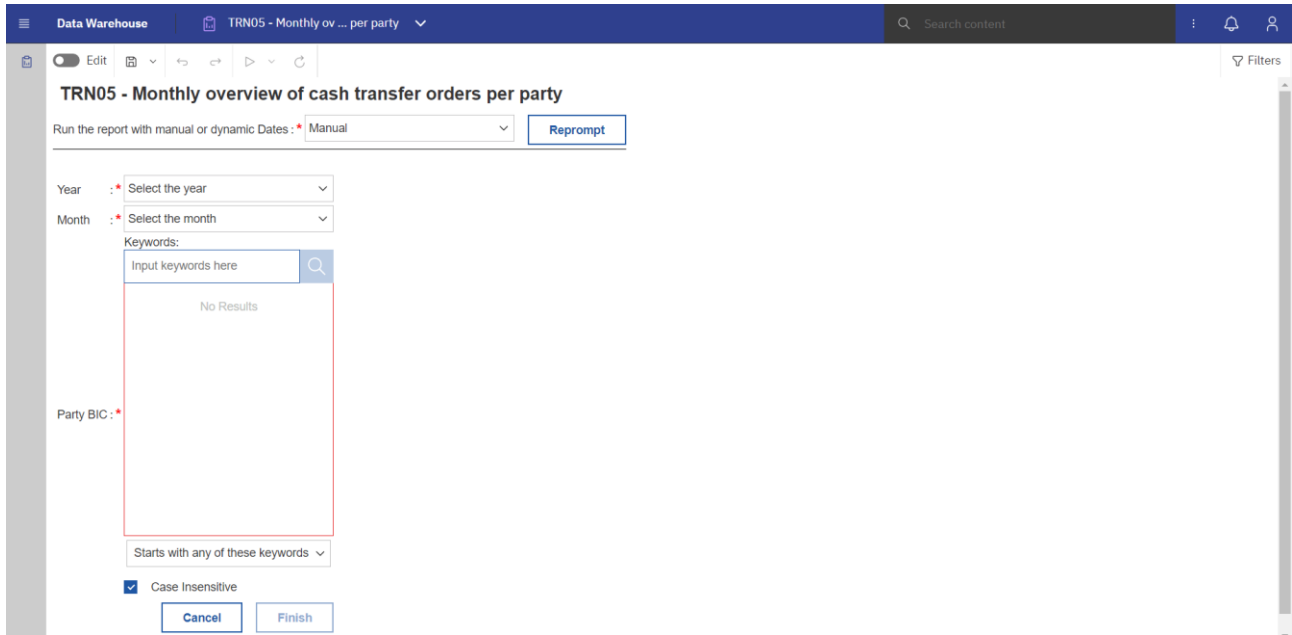 Data Warehouse TRN05 - Monthly ov ... per party Search content
Edit Filters
TRN05 - Monthly overview of cash transfer orders per party
Run the report with manual or dynamic Dates : * Manual Reprompt
Year : * Select the year
Month : * Select the month
Keywords:
Input keywords here
No Results
Party BIC : *
Starts with any of these keywords
Case Insensitive
Cancel Finish